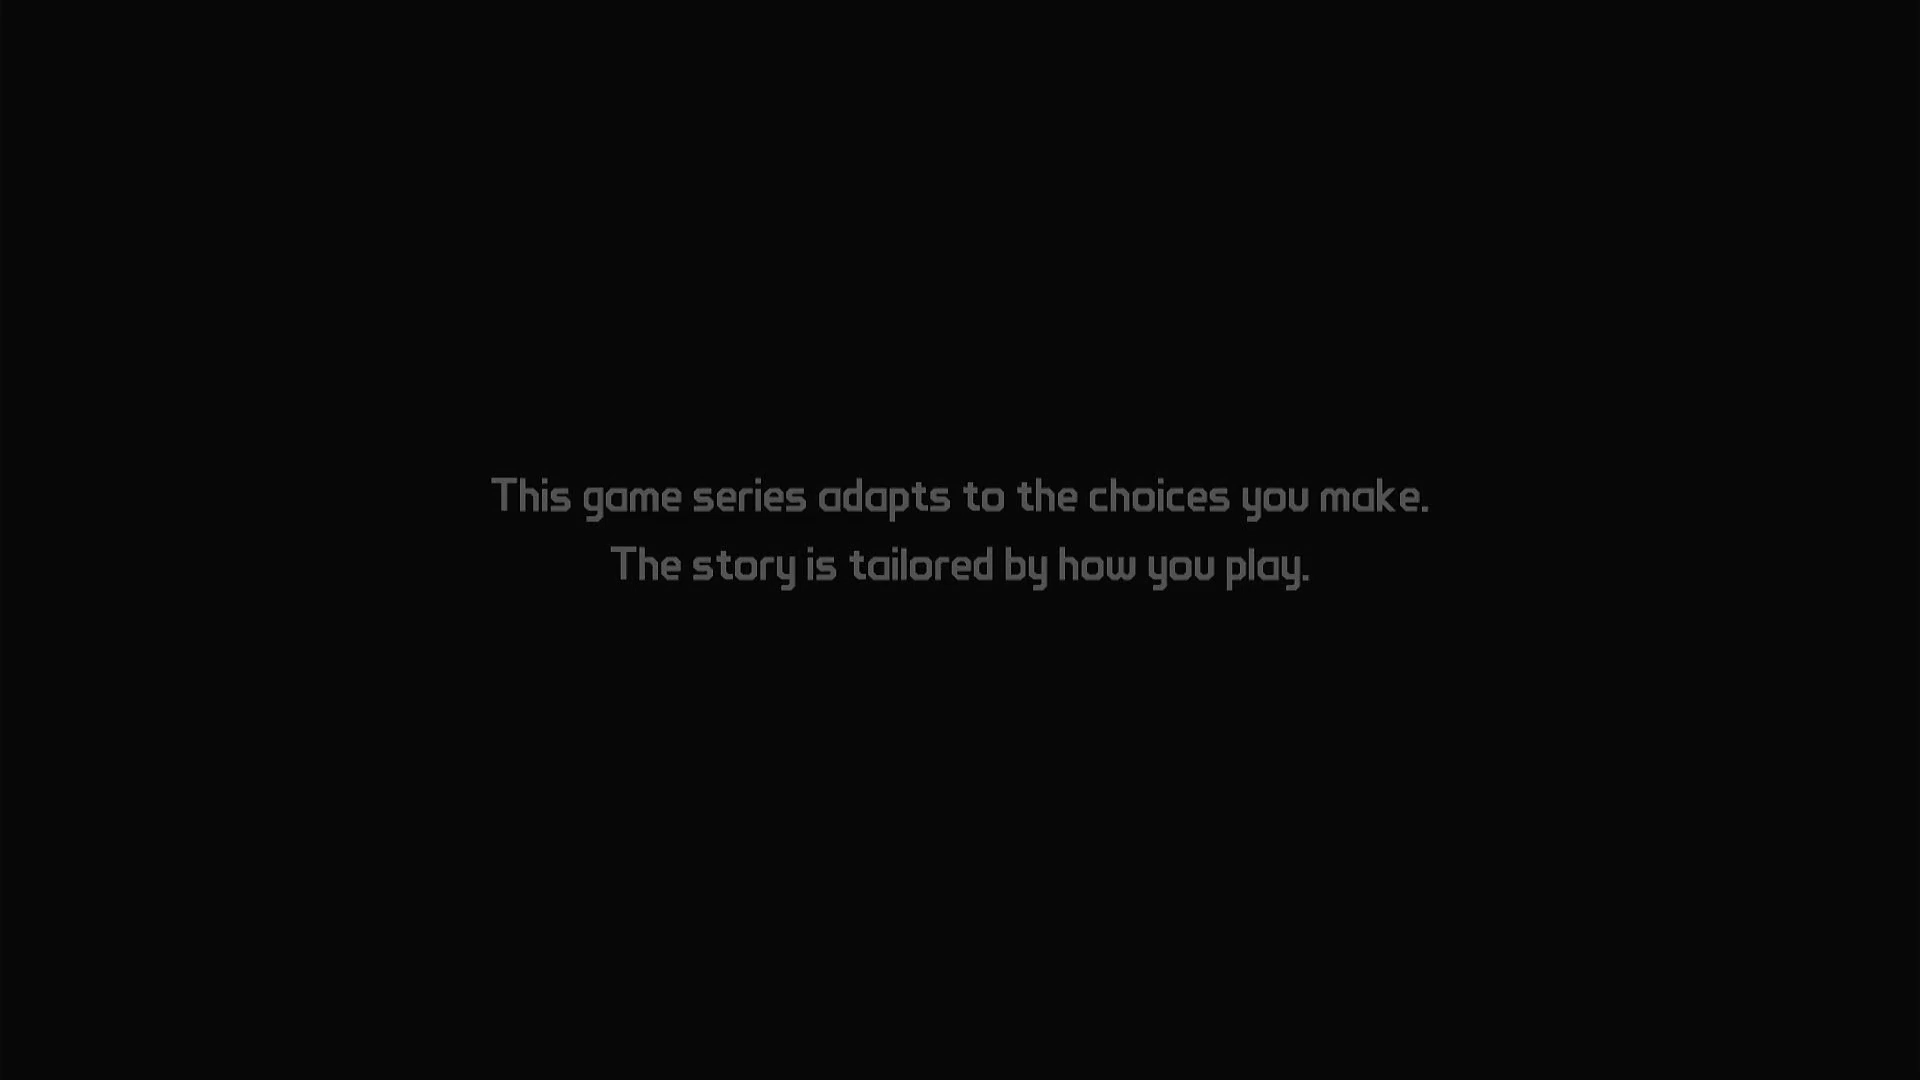 This game series adapts to the choices you make.
The story is tailored by how you play.